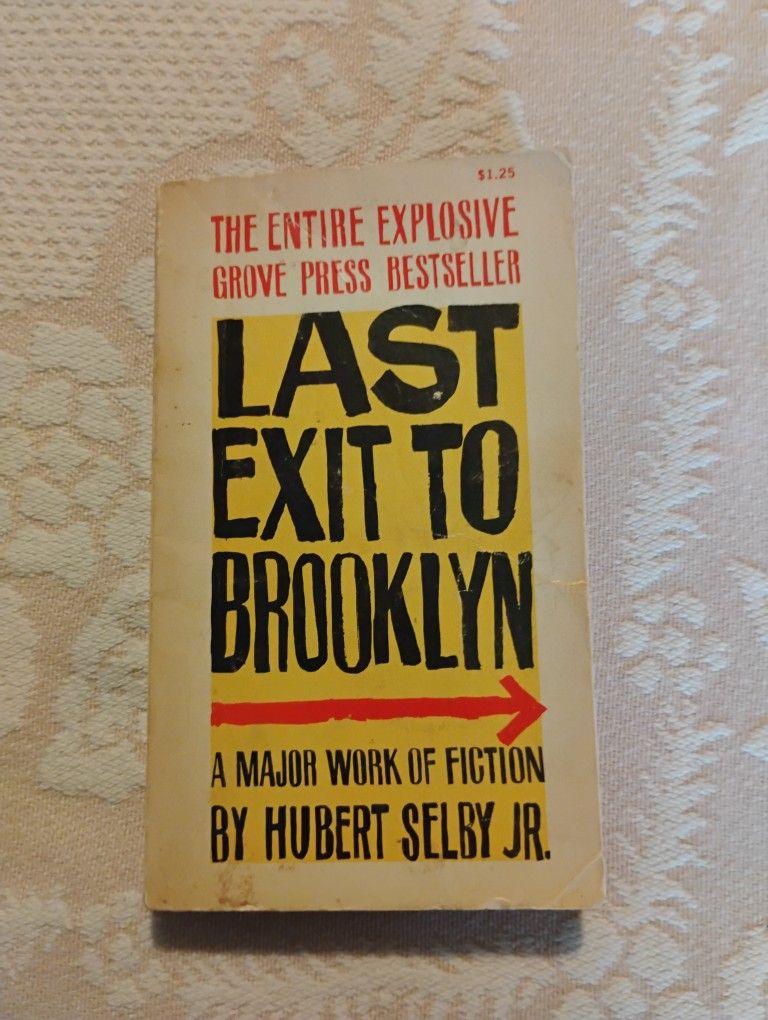 $1.25
THE ENTIRE EXPLOSIVE
GROVE PRESS BESTSELLER
LAST
EXIT TO
BROOKLYN
A MAJOR WORK OF FICTION
BY HUBERT SELBY JR.